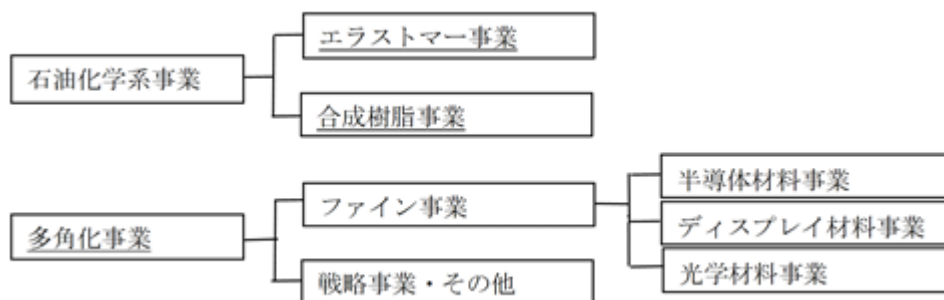 石油化学系事業
エラストマー事業
合成樹脂事業
多角化事業
ファイン事業
戦略事業・その他
半導体材料事業
ディスプレイ材料事業
光学材料事業